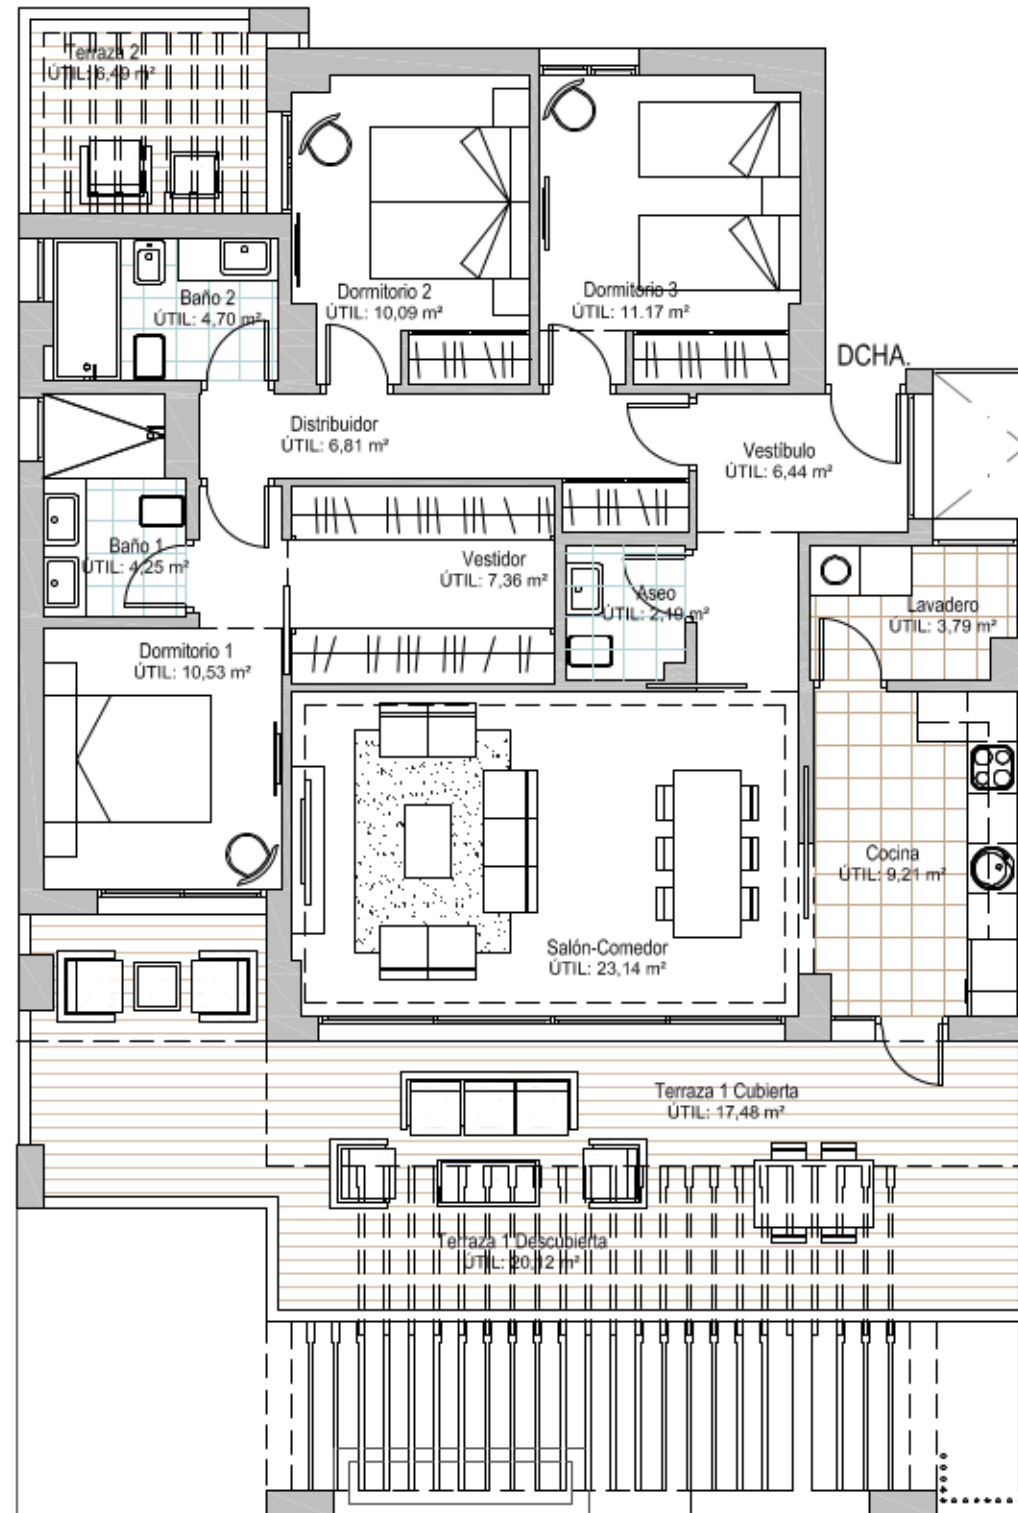 Terraza 2
ÚTIL: 6,49 m²
Dormitorio 2
ÚTIL: 10,09 m²
Dormitorio 3
ÚTIL: 11.17 m²
Baño 2
ÚTIL: 4,70 m²
DCHA.
Distribuidor
ÚTIL: 6,81 m²
Vestíbulo
ÚTIL: 6,44 m²
Baño 1
ÚTIL: 4,25 m²
Vestidor
ÚTIL: 7,36 m²
Aseo
ÚTIL: 2,10 m²
Lavadero
ÚTIL: 3,79 m²
Dormitorio 1
ÚTIL: 10,53 m²
Cocina
ÚTIL: 9,21 m²
Salón-Comedor
ÚTIL: 23,14 m²
Terraza 1 Cubierta
ÚTIL: 17,48 m²
Terraza 1 Descubierta
ÚTIL: 20,12 m²